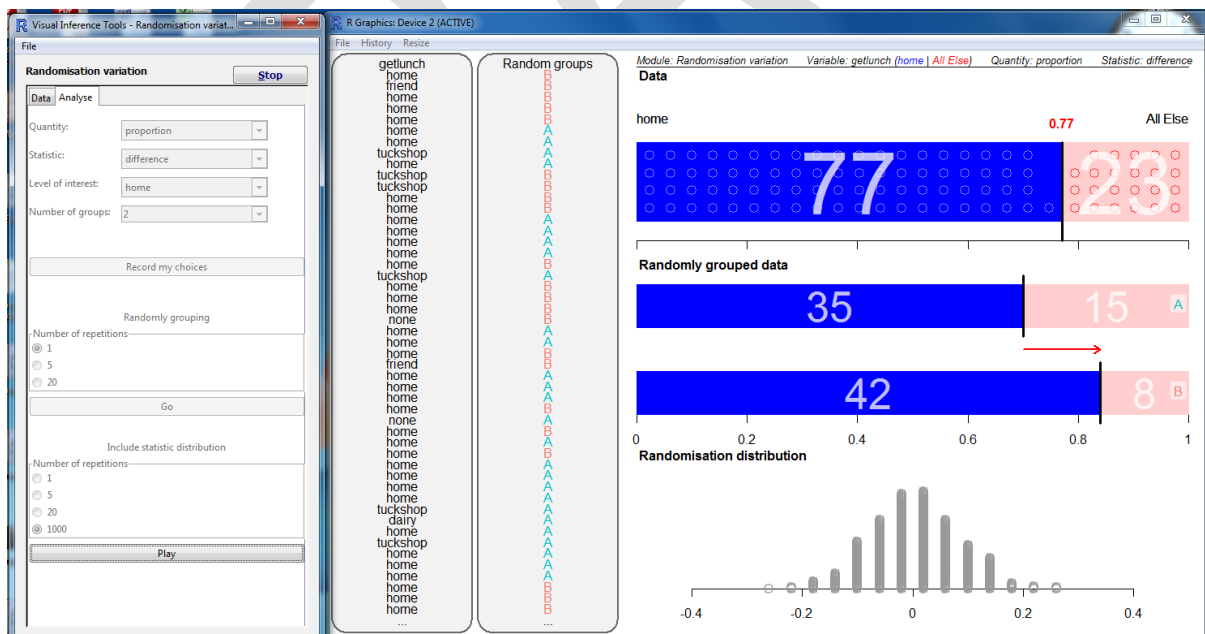 Visual Inference Tools - Randomisation variat...
File
Randomisation variation
Stop
Data Analyse
Quantity: proportion
Statistic: difference
Level of interest: home
Number of groups: 2
Record my choices
Randomly grouping
Number of repetitions
1
5
20
Go
Include statistic distribution
Number of repetitions
1
5
20
1000
Play
R Graphics: Device 2 (ACTIVE)
File History Resize
getlunch Random groups
home B
friend B
home B
home B
home B
home A
home A
tuckshop A
home A
tuckshop B
tuckshop B
home B
home B
home A
home A
home A
home A
home B
tuckshop A
home B
home B
home B
none B
home A
home A
home B
friend B
home A
home A
home A
home B
none A
home B
home A
home B
home A
home A
home A
home A
tuckshop A
dairy A
home A
tuckshop A
home A
home A
home A
home B
home B
home B
... ...
Module: Randomisation variation Variable: getlunch (home | All Else) Quantity: proportion Statistic: difference
Data
home 0.77 All Else
77 23
Randomly grouped data
35 15 A
42 8 B
0 0.2 0.4 0.6 0.8 1
Randomisation distribution
-0.4 -0.2 0 0.2 0.4